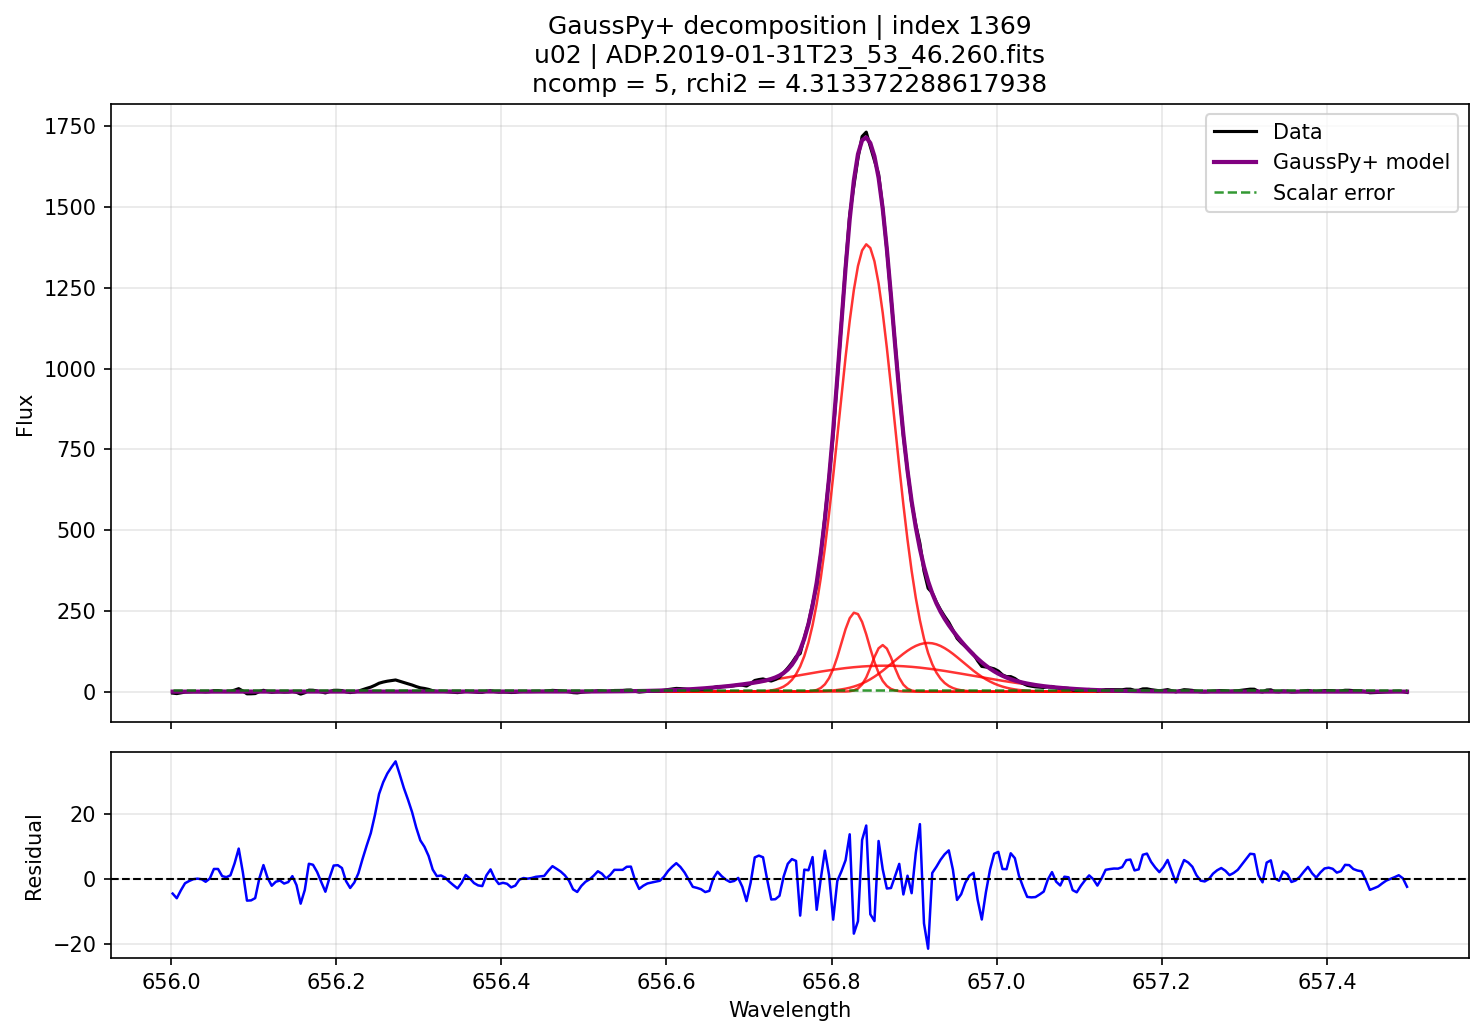 GaussPy+ decomposition | index 1369
u02 | ADP.2019-01-31T23_53_46.260.fits
ncomp = 5, rchi2 = 4.313372288617938
Data
GaussPy+ model
Scalar error
Flux
1750
1500
1250
1000
750
500
250
0
Residual
20
0
−20
656.0 656.2 656.4 656.6 656.8 657.0 657.2 657.4
Wavelength